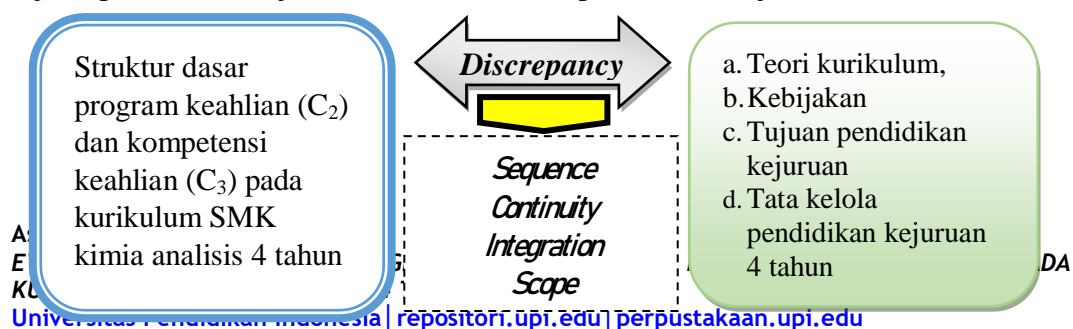 Struktur dasar
program keahlian (C₂)
dan kompetensi
keahlian (C₃) pada
kurikulum SMK
kimia analisis 4 tahun
Discrepancy
Sequence
Continuity
Integration
Scope
a. Teori kurikulum,
b. Kebijakan
c. Tujuan pendidikan
kejuruan
d. Tata kelola
pendidikan kejuruan
4 tahun
Universitas Pendidikan Indonesia| repositori.upi.edu| perpustakaan.upi.edu